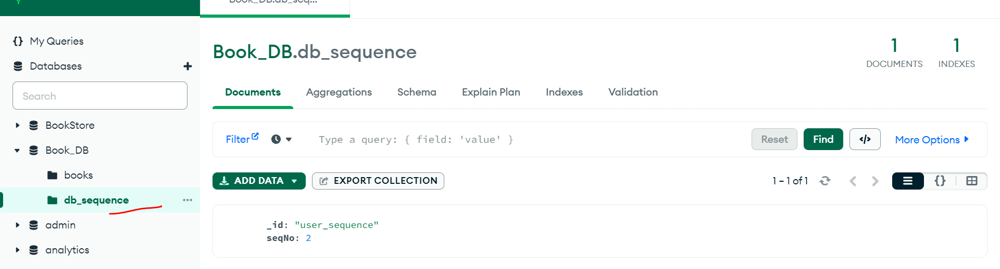 Book_DB.db_seq...
My Queries
Databases
Search
BookStore
Book_DB
books
db_sequence
admin
analytics
Book_DB.db_sequence
1
DOCUMENTS
1
INDEXES
Documents
Aggregations
Schema
Explain Plan
Indexes
Validation
Filter
Type a query: { field: 'value' }
Reset
Find
</>
More Options
ADD DATA
EXPORT COLLECTION
1 – 1 of 1
{}
_id: "user_sequence"
seqNo: 2